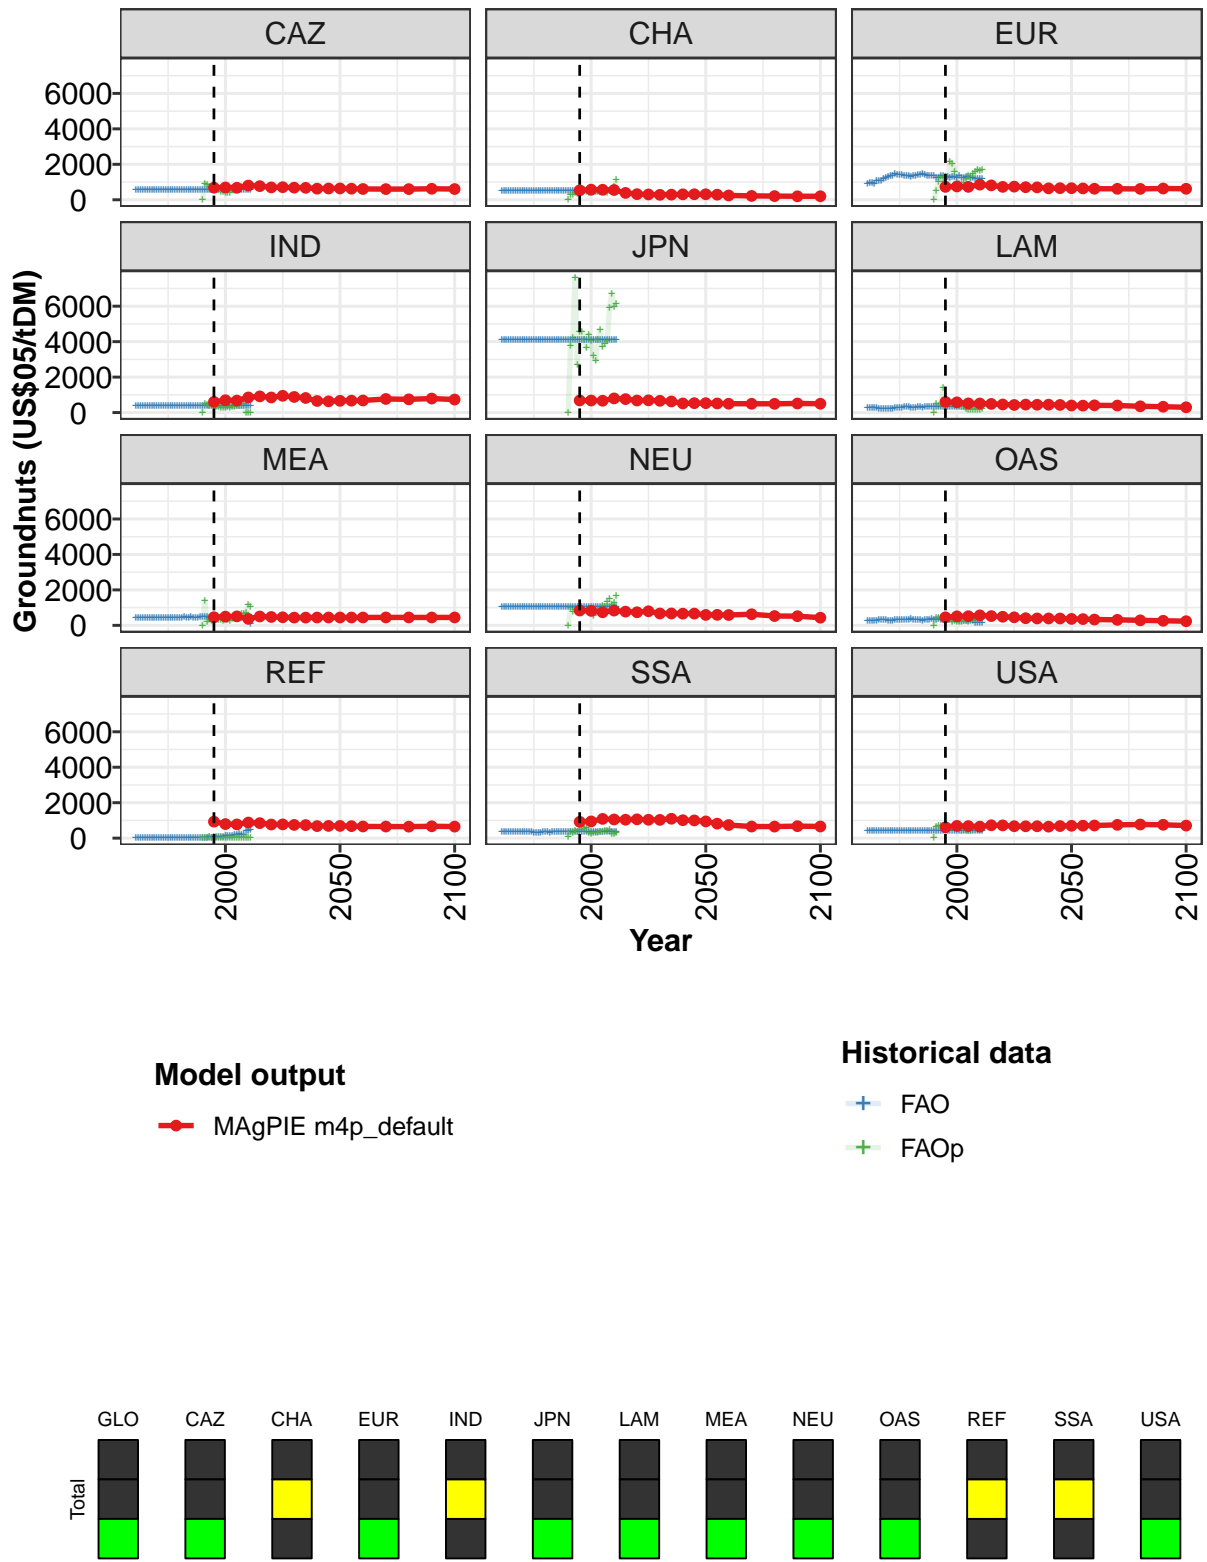 CAZ CHA EUR
6000
4000
2000
0
IND JPN LAM
6000
4000
2000
0
MEA NEU OAS
6000
4000
2000
0
REF SSA USA
6000
4000
2000
0
Groundnuts (US$05/tDM)
2000 2050 2100 2000 2050 2100 2000 2050 2100
Year
Model output
MAgPIE m4p_default
Historical data
FAO
FAOp
GLO CAZ CHA EUR IND JPN LAM MEA NEU OAS REF SSA USA
Total